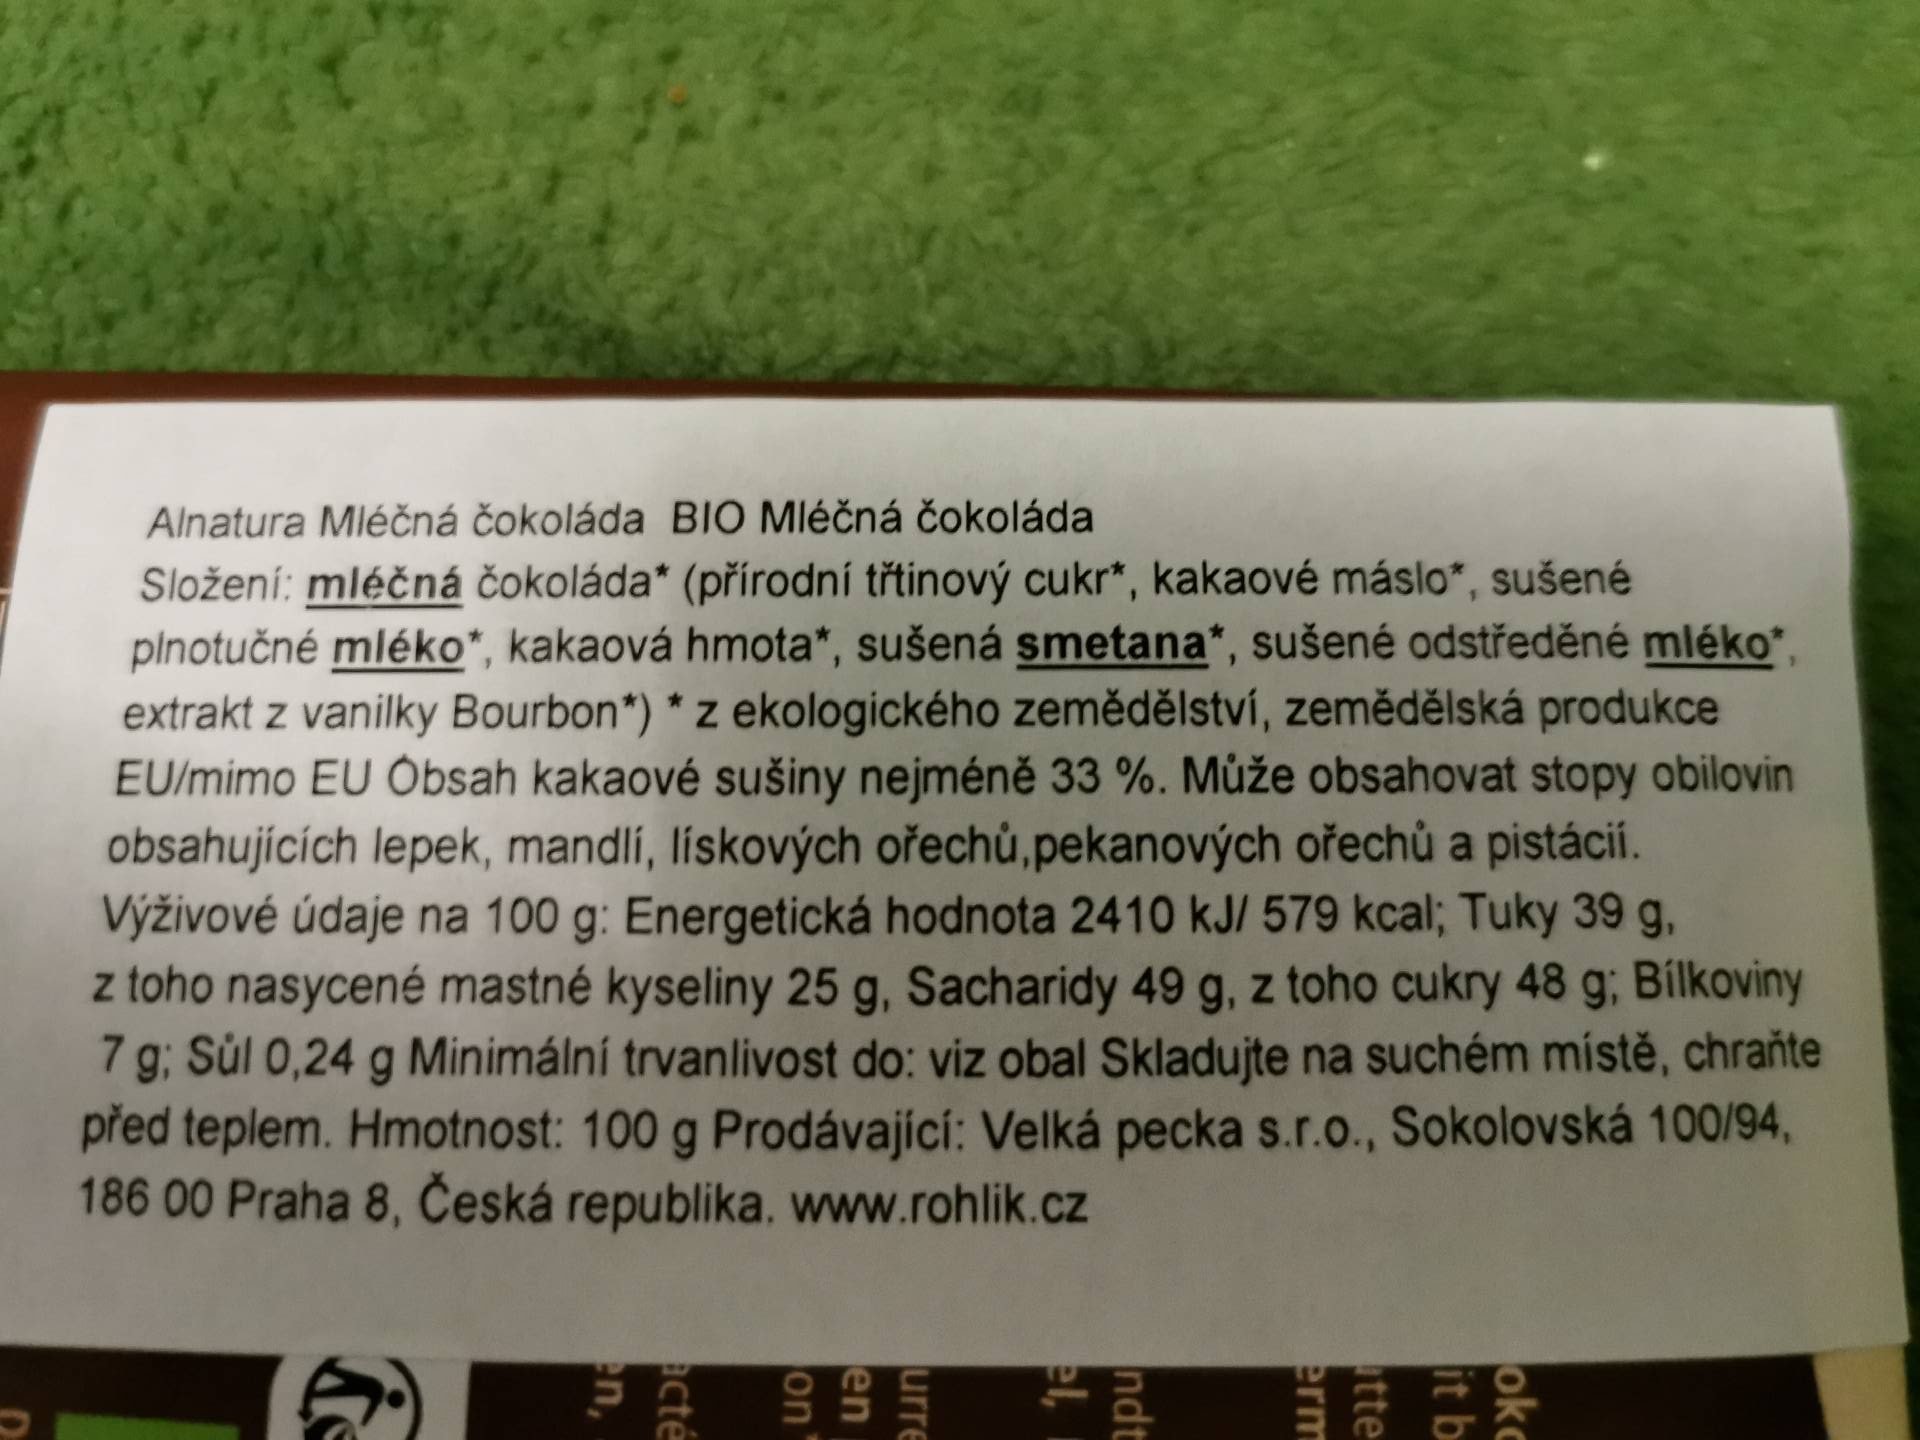 Alnatura Mléčná čokoláda BIO Mléčná čokoláda
Složení: mléčná čokoláda* (přírodní třtinový cukr*, kakaové máslo*, sušené
plnotučné mléko*, kakaová hmota*, sušená smetana*, sušené odstředěné mléko*,
extrakt z vanilky Bourbon*) * z ekologického zemědělství, zemědělská produkce
EU/mimo EU Obsah kakaové sušiny nejméně 33 %. Může obsahovat stopy obilovin
obsahujících lepek, mandlí, lískových ořechů,pekanových ořechů a pistácií.
Výživové údaje na 100 g: Energetická hodnota 2410 kJ/ 579 kcal; Tuky 39 g,
z toho nasycené mastné kyseliny 25 g, Sacharidy 49 g, z toho cukry 48 g; Bílkoviny
7 g; Sůl 0,24 g Minimální trvanlivost do: viz obal Skladujte na suchém místě, chraňte
před teplem. Hmotnost: 100 g Prodávající: Velká pecka s.r.o., Sokolovská 100/94,
186 00 Praha 8, Česká republika. www.rohlik.cz